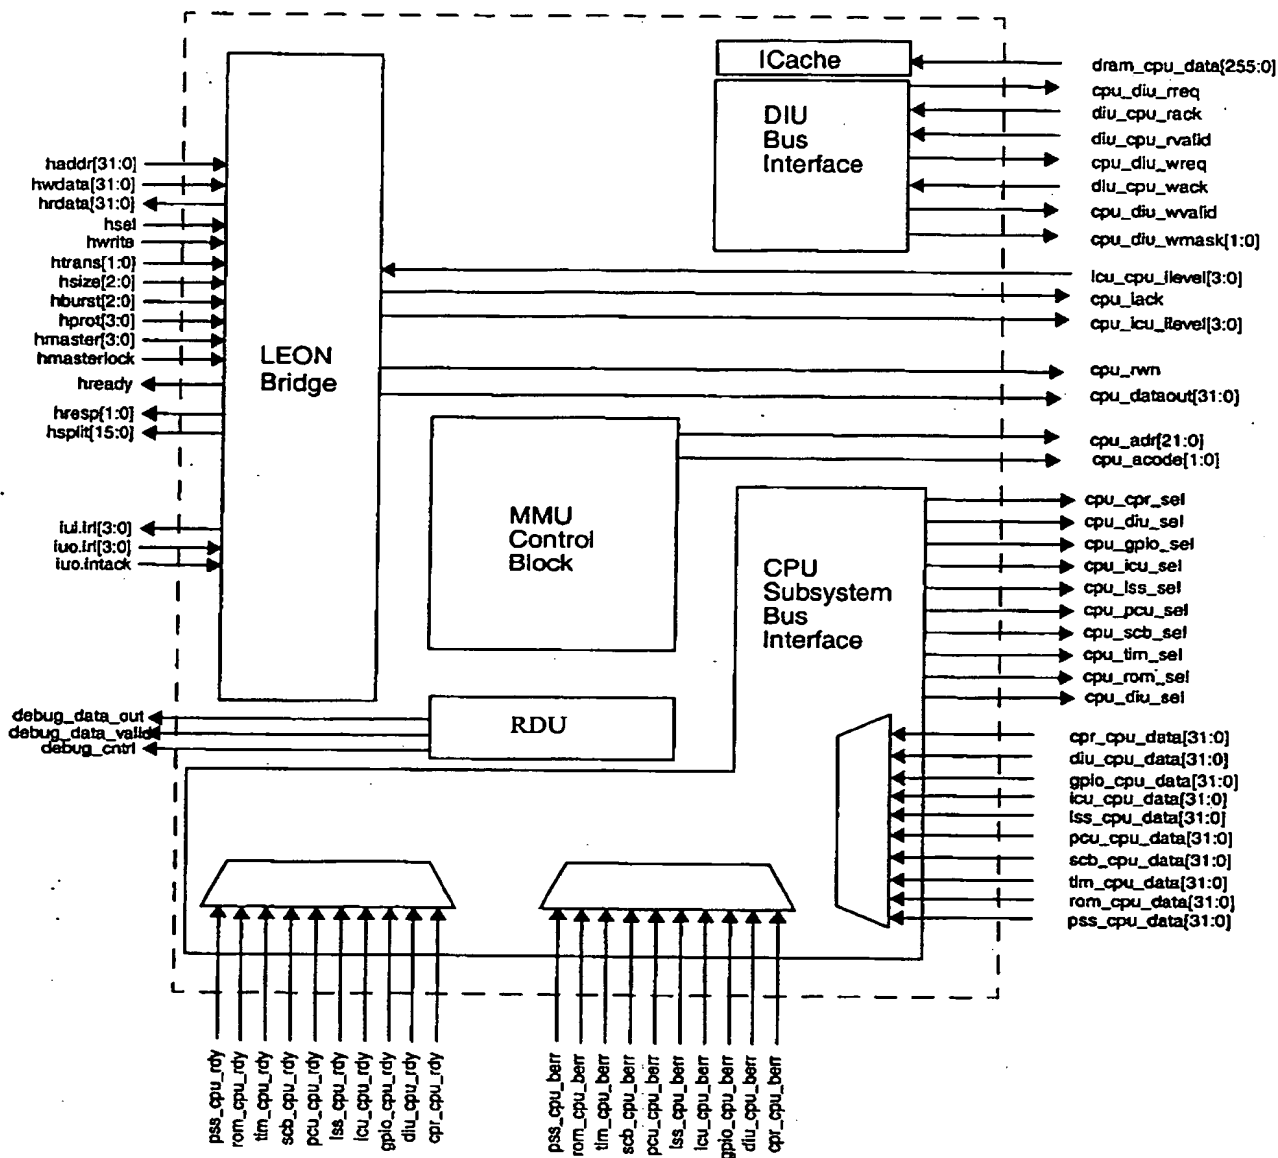 ICache
DIU
Bus
Interface
LEON
Bridge
MMU
Control
Block
CPU
Subsystem
Bus
Interface
RDU
haddr[31:0]
hwdata[31:0]
hrdata[31:0]
hsel
hwrite
htrans[1:0]
hsize[2:0]
hburst[2:0]
hprot[3:0]
hmaster[3:0]
hmasterlock
hready
hresp[1:0]
hsplit[15:0]
iui.irl[3:0]
iuo.irl[3:0]
iuo.intack
debug_data_out
debug_data_valid
debug_cntrl
dram_cpu_data[255:0]
cpu_diu_rreq
diu_cpu_rack
diu_cpu_rvalid
cpu_diu_wreq
diu_cpu_wack
cpu_diu_wvalid
cpu_diu_wmask[1:0]
icu_cpu_ilevel[3:0]
cpu_iack
cpu_icu_ilevel[3:0]
cpu_rwn
cpu_dataout[31:0]
cpu_adr[21:0]
cpu_acode[1:0]
cpu_cpr_sel
cpu_diu_sel
cpu_gpio_sel
cpu_icu_sel
cpu_lss_sel
cpu_pcu_sel
cpu_scb_sel
cpu_tim_sel
cpu_rom_sel
cpu_diu_sel
cpr_cpu_data[31:0]
diu_cpu_data[31:0]
gpio_cpu_data[31:0]
icu_cpu_data[31:0]
lss_cpu_data[31:0]
pcu_cpu_data[31:0]
scb_cpu_data[31:0]
tim_cpu_data[31:0]
rom_cpu_data[31:0]
pss_cpu_data[31:0]
pss_cpu_rdy
rom_cpu_rdy
tim_cpu_rdy
scb_cpu_rdy
pcu_cpu_rdy
lss_cpu_rdy
icu_cpu_rdy
gpio_cpu_rdy
diu_cpu_rdy
cpr_cpu_rdy
pss_cpu_berr
rom_cpu_berr
tim_cpu_berr
scb_cpu_berr
pcu_cpu_berr
lss_cpu_berr
icu_cpu_berr
gpio_cpu_berr
diu_cpu_berr
cpr_cpu_berr